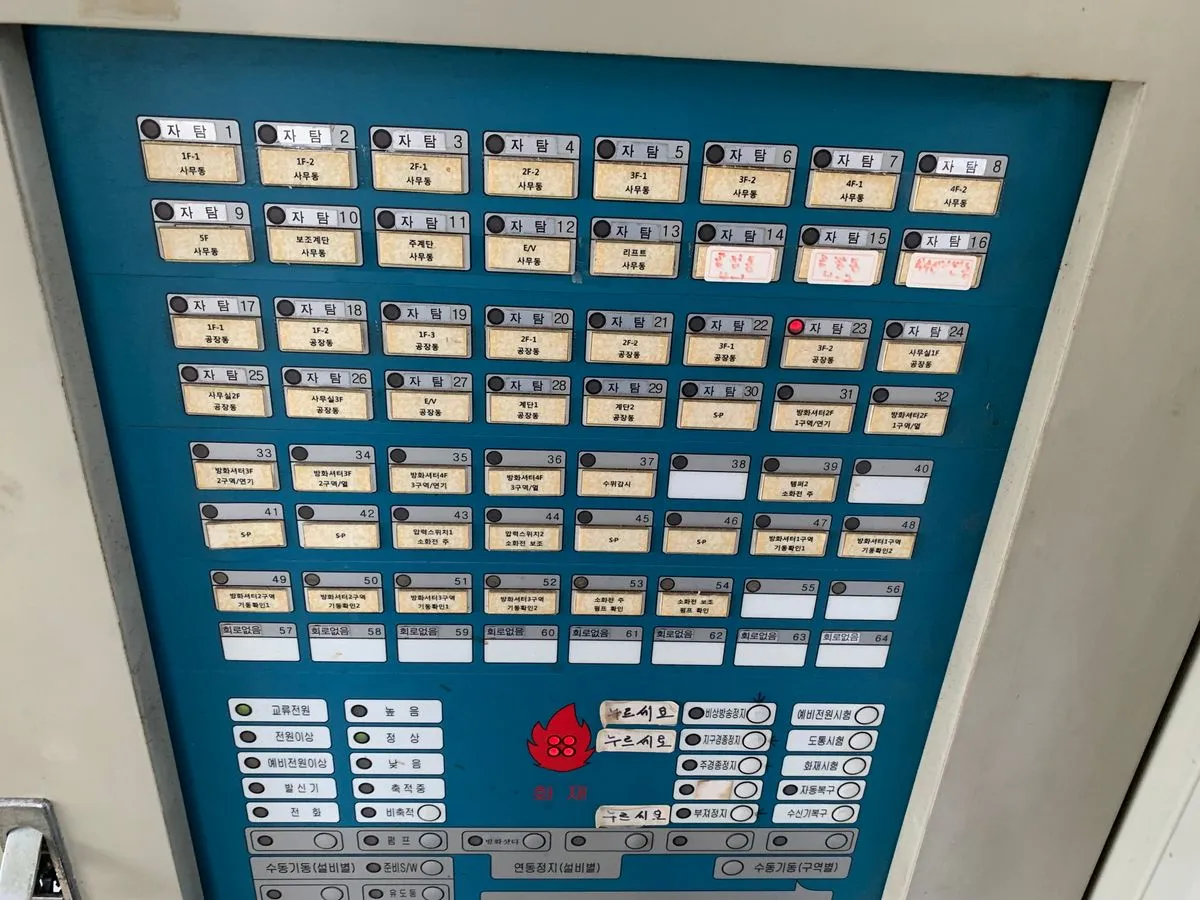 자 탐 1
1F-1
사무동
자 탐 2
1F-2
사무동
자 탐 3
2F-1
사무동
자 탐 4
2F-2
사무동
자 탐 5
3F-1
사무동
자 탐 6
3F-2
사무동
자 탐 7
4F-1
사무동
자 탐 8
4F-2
사무동
자 탐 9
5F
사무동
자 탐 10
보조계단
사무동
자 탐 11
주계단
사무동
자 탐 12
E/V
사무동
자 탐 13
리프트
사무동
자 탐 14
자 탐 15
자 탐 16
자 탐 17
1F-1
공장동
자 탐 18
1F-2
공장동
자 탐 19
1F-3
공장동
자 탐 20
2F-1
공장동
자 탐 21
2F-2
공장동
자 탐 22
3F-1
공장동
자 탐 23
3F-2
공장동
자 탐 24
사무실1F
공장동
자 탐 25
사무실2F
공장동
자 탐 26
사무실3F
공장동
자 탐 27
E/V
공장동
자 탐 28
계단1
공장동
자 탐 29
계단2
공장동
자 탐 30
S-P
31
방화셔터2F
1구역/연기
32
방화셔터2F
1구역/열
33
방화셔터3F
2구역/연기
34
방화셔터3F
2구역/열
35
방화셔터4F
3구역/연기
36
방화셔터4F
3구역/열
37
수위감시
38
39
탬퍼2
소화전 주
40
41
S-P
42
S-P
43
압력스위치1
소화전 주
44
압력스위치2
소화전 보조
45
S-P
46
S-P
47
방화셔터1구역
기동확인1
48
방화셔터1구역
기동확인2
49
방화셔터2구역
기동확인1
50
방화셔터2구역
기동확인2
51
방화셔터3구역
기동확인1
52
방화셔터3구역
기동확인2
53
소화전 주
펌프 확인
54
소화전 보조
펌프 확인
55
56
회로없음 57
회로없음 58
회로없음 59
회로없음 60
회로없음 61
회로없음 62
회로없음 63
회로없음 64
교류전원
높 음
누르시오
비상방송정지
예비전원시험
전원이상
정 상
누르시오
지구경종정지
도통시험
예비전원이상
낮 음
주경종정지
화재시험
발신기
축적중
화 재
자동복구
전 화
비축적
누르시오
부저정지
수신기복구
펌 프
방화샷다
수동기동(설비별)
준비S/W
연동정지(설비별)
수동기동(구역별)
유도등